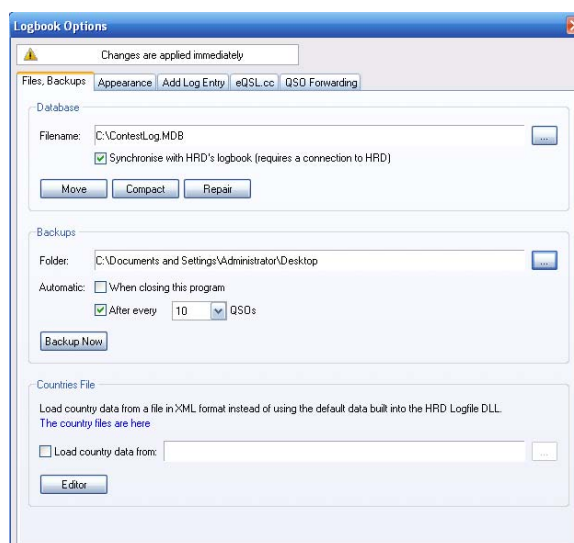 Logbook Options
Changes are applied immediately
Files, Backups Appearance Add Log Entry eQSL.cc QSO Forwarding
Database
Filename: C:\ContestLog.MDB ...
Synchronise with HRD's logbook (requires a connection to HRD)
Move Compact Repair
Backups
Folder: C:\Documents and Settings\Administrator\Desktop ...
Automatic: When closing this program
After every 10 QSOs
Backup Now
Countries File
Load country data from a file in XML format instead of using the default data built into the HRD Logfile DLL.
The country files are here
Load country data from: ...
Editor